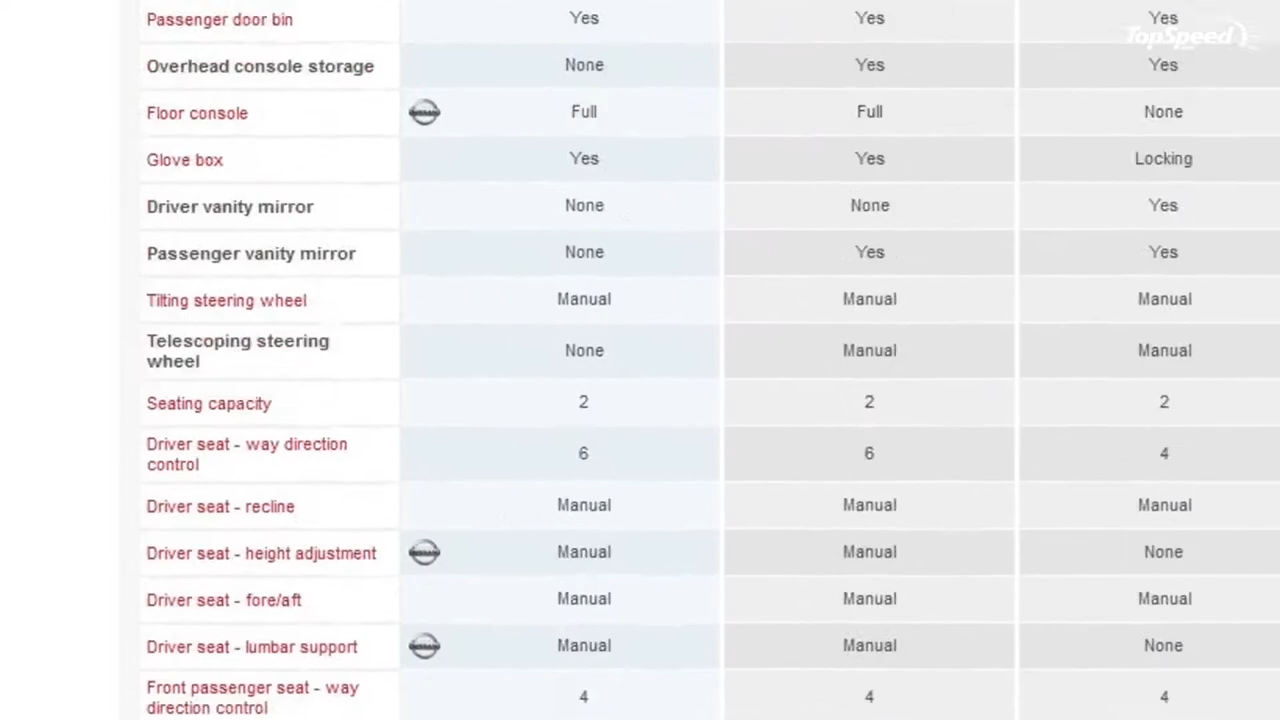 Passenger door bin Yes Yes Yes
TopSpeed
Overhead console storage None Yes Yes
Floor console NISSAN Full Full None
Glove box Yes Yes Locking
Driver vanity mirror None None Yes
Passenger vanity mirror None Yes Yes
Tilting steering wheel Manual Manual Manual
Telescoping steering
wheel None Manual Manual
Seating capacity 2 2 2
Driver seat - way direction
control 6 6 4
Driver seat - recline Manual Manual Manual
Driver seat - height adjustment NISSAN Manual Manual None
Driver seat - fore/aft Manual Manual Manual
Driver seat - lumbar support NISSAN Manual Manual None
Front passenger seat - way
direction control 4 4 4